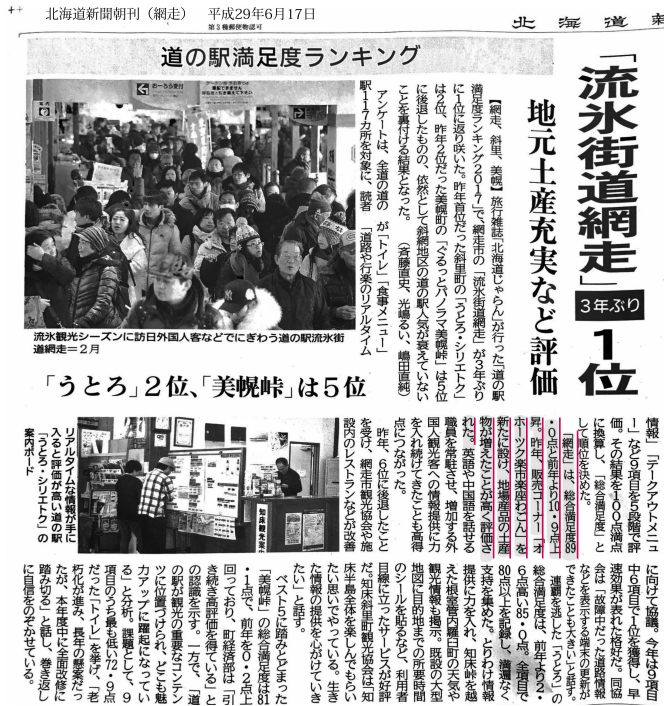 北海道新聞朝刊（網走）　平成29年6月17日
第3種郵便物認可
北海道新
道の駅満足度ランキング
「流氷街道網走」
3年ぶり
1位
地元土産充実など評価
【網走、斜里、美幌】旅行雑誌「北海道じゃらん」が行った「道の駅
満足度ランキング2017」で、網走市の「流氷街道網走」が3年ぶり
に1位に返り咲いた。昨年首位だった斜里町の「うとろ・シリエトク」
は2位、昨年2位だった美幌町の「ぐるっとパノラマ美幌峠」は5位
に後退したものの、依然として斜網地区の道の駅人気が衰えていない
ことを裏付ける結果となった。（斉藤直史、光嶋るい、嶋田直純）
アンケートは、全道の道の
駅117カ所を対象に、読者
が「トイレ」「食事メニュー」
「道路や行楽のリアルタイム
流氷観光シーズンに訪日外国人客などでにぎわう道の駅流氷街
道網走＝2月
「うとろ」2位、「美幌峠」は5位
情報」「テークアウトメニュ
ー」など9項目を5段階で評
価。その結果を100点満点
に換算し、「総合満足度」と
して順位を決めた。
「網走」は、総合満足度89
・0点と前年より10・9点上
昇。昨年、販売コーナー「オ
ホーツク楽市楽座わごん」を
新たに設け、地場産品の土産
物が増えたことが高く評価さ
れた。英語や中国語を話せる
職員を常駐させ、増加する外
国人観光客への情報提供に力
を入れ続けてきたことも高得
点につながった。
昨年、6位に後退したこと
を受け、網走市観光協会や施
設内のレストランなどが改善
知床観光案内
リアルタイムな情報が手に
入ると評価が高い道の駅
「うとろ・シリエトク」の
案内ボード
に向けて協議。今年は9項目
中6項目で1位を獲得し、早
速効果が表れた格好だ。同協
会は「故障中だった道路情報
などを表示する端末の更新が
できたことも大きい」と話す。
連覇を逃した「うとろ」の
総合満足度は、前年より2・
6点高い88・0点。全項目で
80点以上を記録し、満遍なく
支持を集めた。とりわけ情報
提供に力を入れ、知床峠を越
えた根室管内羅臼町の天気や
観光情報も掲示。既設の大型
地図に目的地までの所要時間
のシールを貼るなど、利用者
目線に立ったサービスが好評
だ。知床斜里町観光協会は「知
床半島全体を楽しんでもらい
たい思いでやっている。生き
た情報の提供を心がけていき
たい」と話す。
ベスト5に踏みとどまった
「美幌峠」の総合満足度は81
・1点で、前年を0・2点上
回っており、町経済部は「引
き続き高評価を得ている」と
の認識を示す。一方で、「道
の駅が観光の重要なコンテン
ツに位置づけられ、どこも魅
力アップに躍起になってい
る」と分析。課題として、9
項目のうち最も低い72・9点
だった「トイレ」を挙げ、「老
朽化が進み、長年の懸案だっ
たが、本年度中に全面改修に
踏み切る」と話し、巻き返し
に自信をのぞかせている。